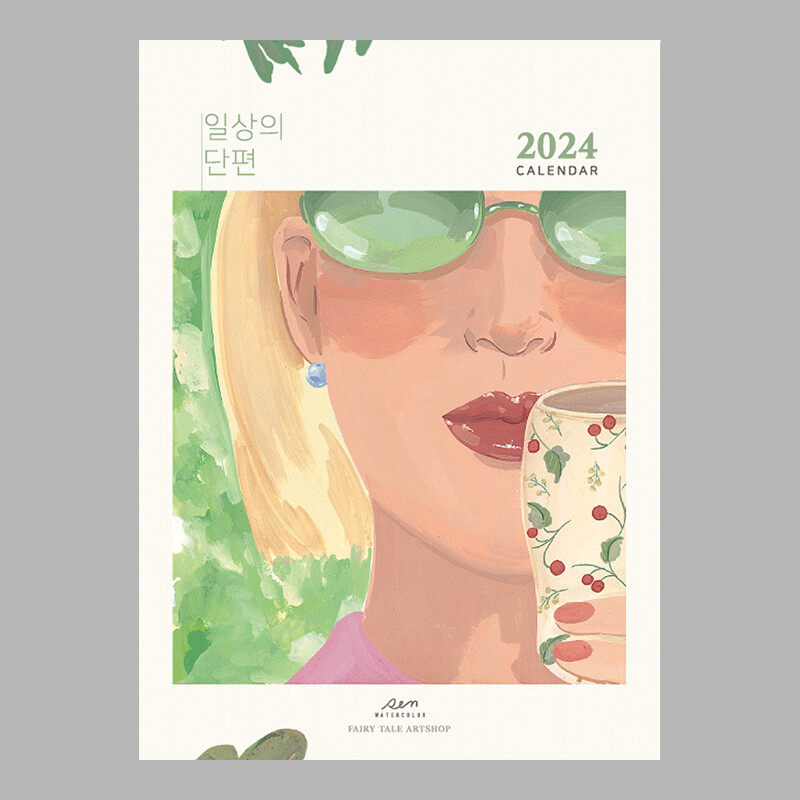 일상의
단편
2024
CALENDAR
sen
WATERCOLOR
FAIRY TALE ARTSHOP